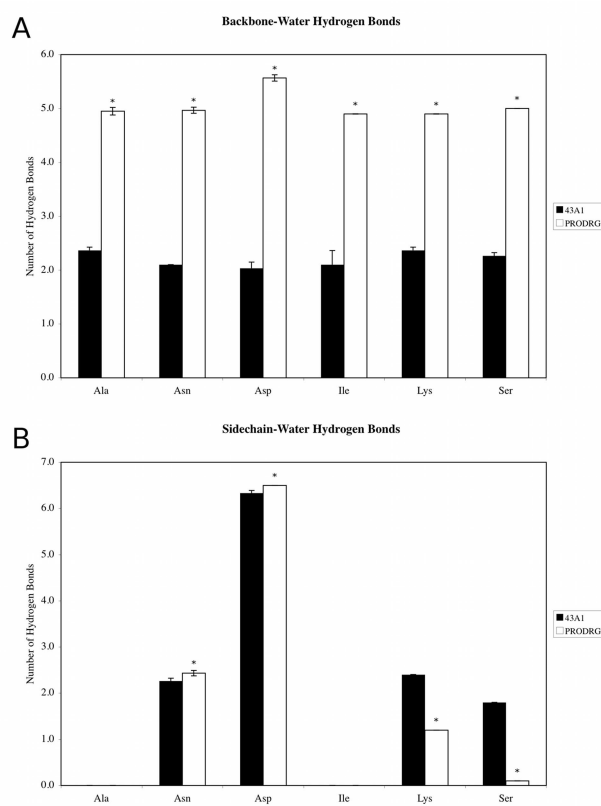 A
Backbone-Water Hydrogen Bonds
6.0
5.0
4.0
3.0
2.0
1.0
0.0
Number of Hydrogen Bonds
* * * * * *
Ala Asn Asp Ile Lys Ser
43A1
PRODRG
B
Sidechain-Water Hydrogen Bonds
7.0
6.0
5.0
4.0
3.0
2.0
1.0
0.0
Number of Hydrogen Bonds
* * * *
Ala Asn Asp Ile Lys Ser
43A1
PRODRG